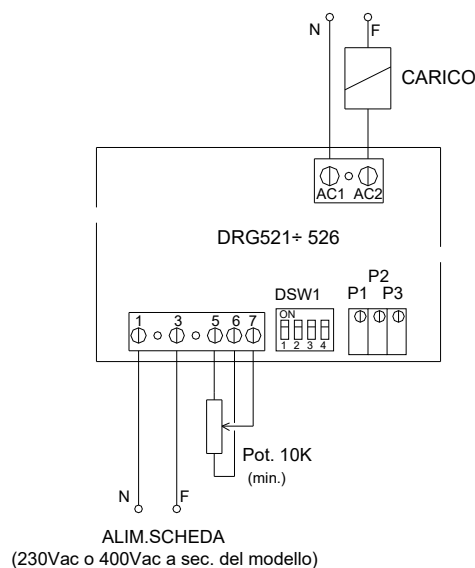 N F
CARICO
AC1 AC2
DRG521÷ 526
DSW1
P2
P1 P3
ON
1 3 5 6 7
1 2 3 4
Pot. 10K
(min.)
N F
ALIM.SCHEDA
(230Vac o 400Vac a sec. del modello)